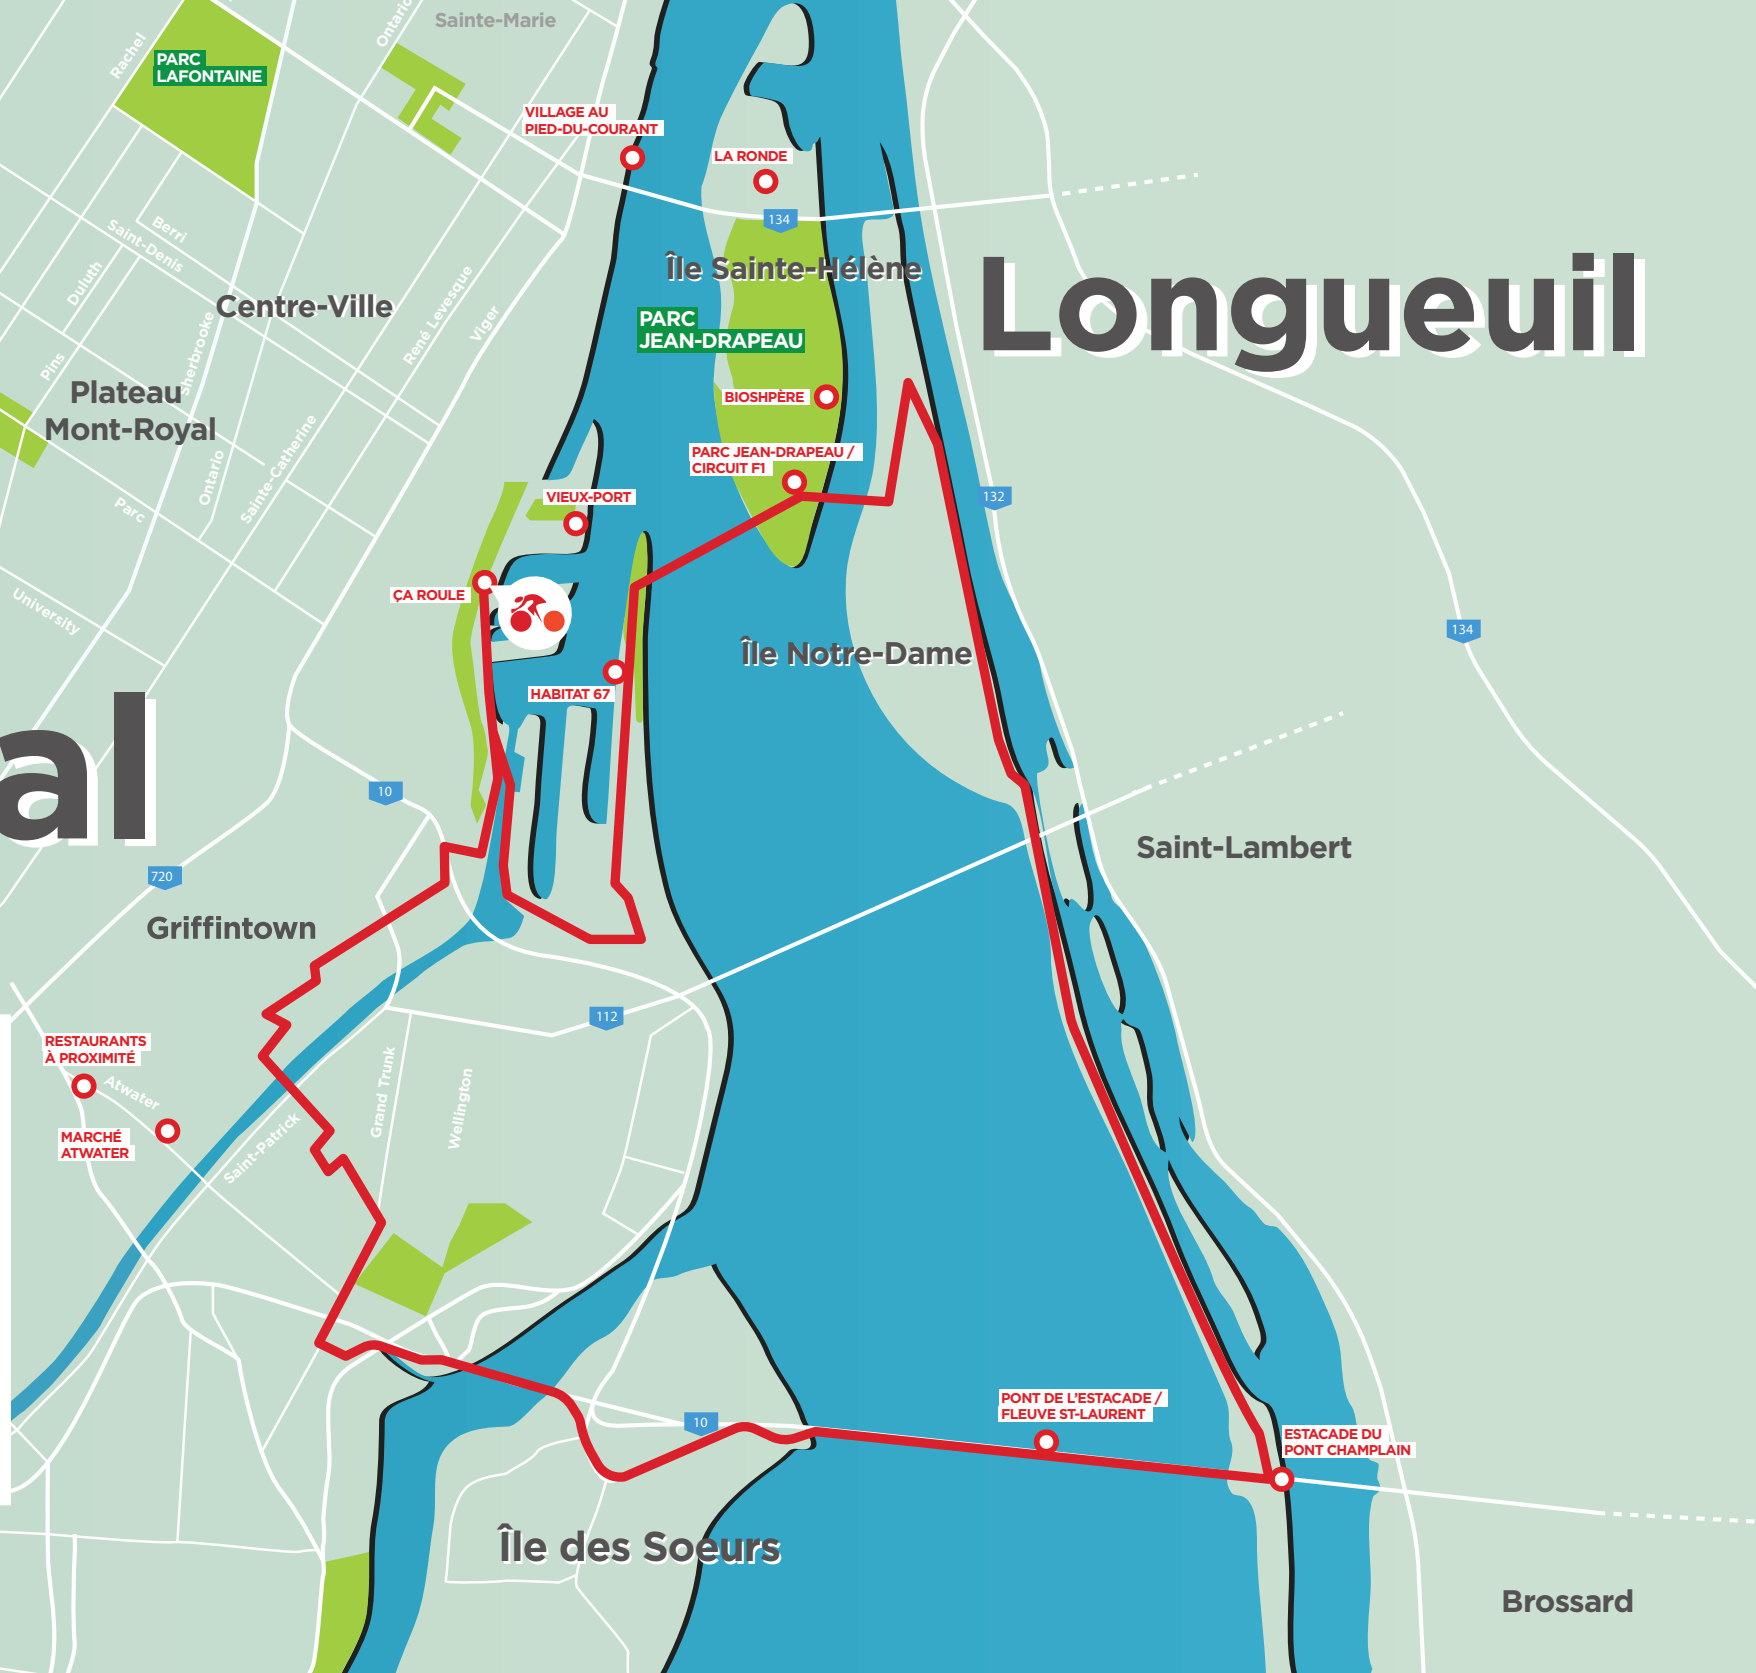 Sainte-Marie
Ontario
Rachel
PARC
LAFONTAINE
VILLAGE AU
PIED-DU-COURANT
LA RONDE
134
Berri
Saint-Denis
Île Sainte-Hélène
Longueuil
Duluth
Centre-Ville
René Levesque
Viger
PARC
JEAN-DRAPEAU
Sherbrooke
Pins
Plateau
Mont-Royal
BIOSHPÈRE
Ontario
Sainte-Catherine
PARC JEAN-DRAPEAU /
CIRCUIT F1
VIEUX-PORT
132
Parc
ÇA ROULE
University
134
Île Notre-Dame
HABITAT 67
al
10
Saint-Lambert
720
Griffintown
112
RESTAURANTS
À PROXIMITÉ
Atwater
Grand Trunk
Wellington
MARCHÉ
ATWATER
Saint-Patrick
PONT DE L'ESTACADE /
FLEUVE ST-LAURENT
10
ESTACADE DU
PONT CHAMPLAIN
Île des Soeurs
Brossard